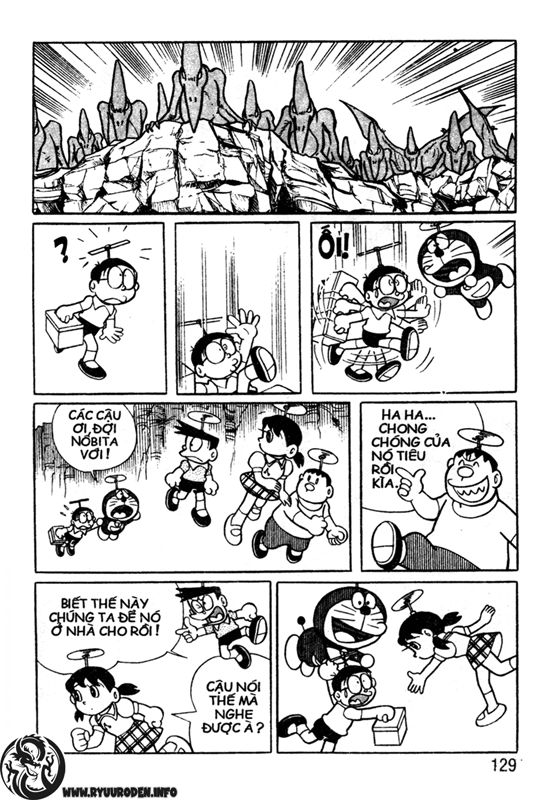 ?
ỐI!
CÁC CẬU
ƠI, ĐỢI
NÔBITA
VỚI!
HA HA...
CHONG
CHÓNG CỦA
NÓ TIÊU
RỒI
KÌA.
BIẾT THẾ NÀY
CHÚNG TA ĐỂ NÓ
Ở NHÀ CHO RỒI!
CẬU NÓI
THẾ MÀ
NGHE
ĐƯỢC À?
129
WWW.RYUURODEN.INFO